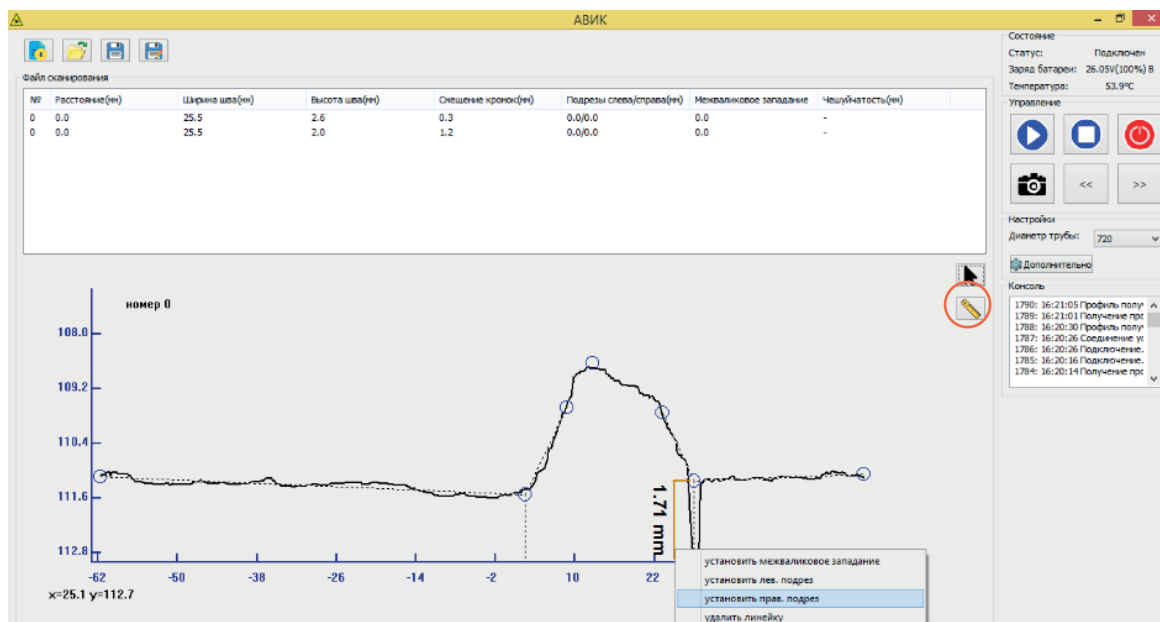 АВИК
Файл сканирования
№ Расстояние(мм) Ширина шва(мм) Высота шва(мм) Смещение кромок(мм) Подрезы слева/справа(мм) Межваликовое западание Чешуйчатость(мм)
0 0.0 25.5 2.6 0.3 0.0/0.0 0.0 -
0 0.0 25.5 2.0 1.2 0.0/0.0 0.0 -
номер 0
108.0
109.2
110.4
111.6
112.8
-62 -50 -38 -26 -14 -2 10 22
x=25.1 y=112.7
1.71 mm
установить межваликовое западание
установить лев. подрез
установить прав. подрез
удалить линейку
Состояние
Статус: Подключен
Заряд батареи: 26.05V(100%) В
Температура: 53.9°C
Управление
<< >>
Настройки
Диаметр трубы: 720
Дополнительно
Консоль
1790: 16:21:05 Профиль полу
1789: 16:21:01 Получение про
1788: 16:20:30 Профиль полу
1787: 16:20:26 Соединение ус
1786: 16:20:26 Подключение.
1785: 16:20:16 Подключение.
1784: 16:20:14 Получение про